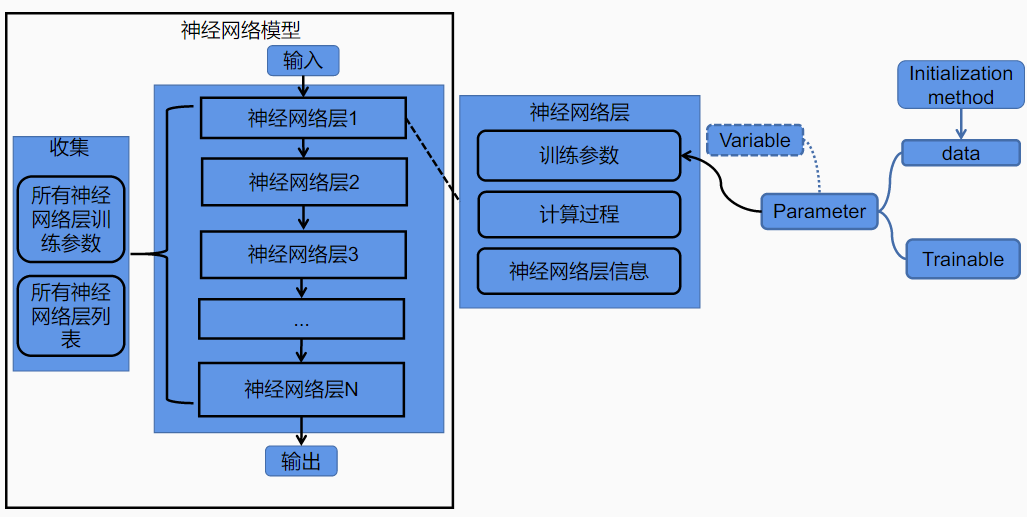 神经网络模型
输入
收集
所有神经
网络层训
练参数
所有神经
网络层列
表
神经网络层1
神经网络层2
神经网络层3
...
神经网络层N
输出
神经网络层
训练参数
计算过程
神经网络层信息
Variable
Parameter
Initialization
method
data
Trainable